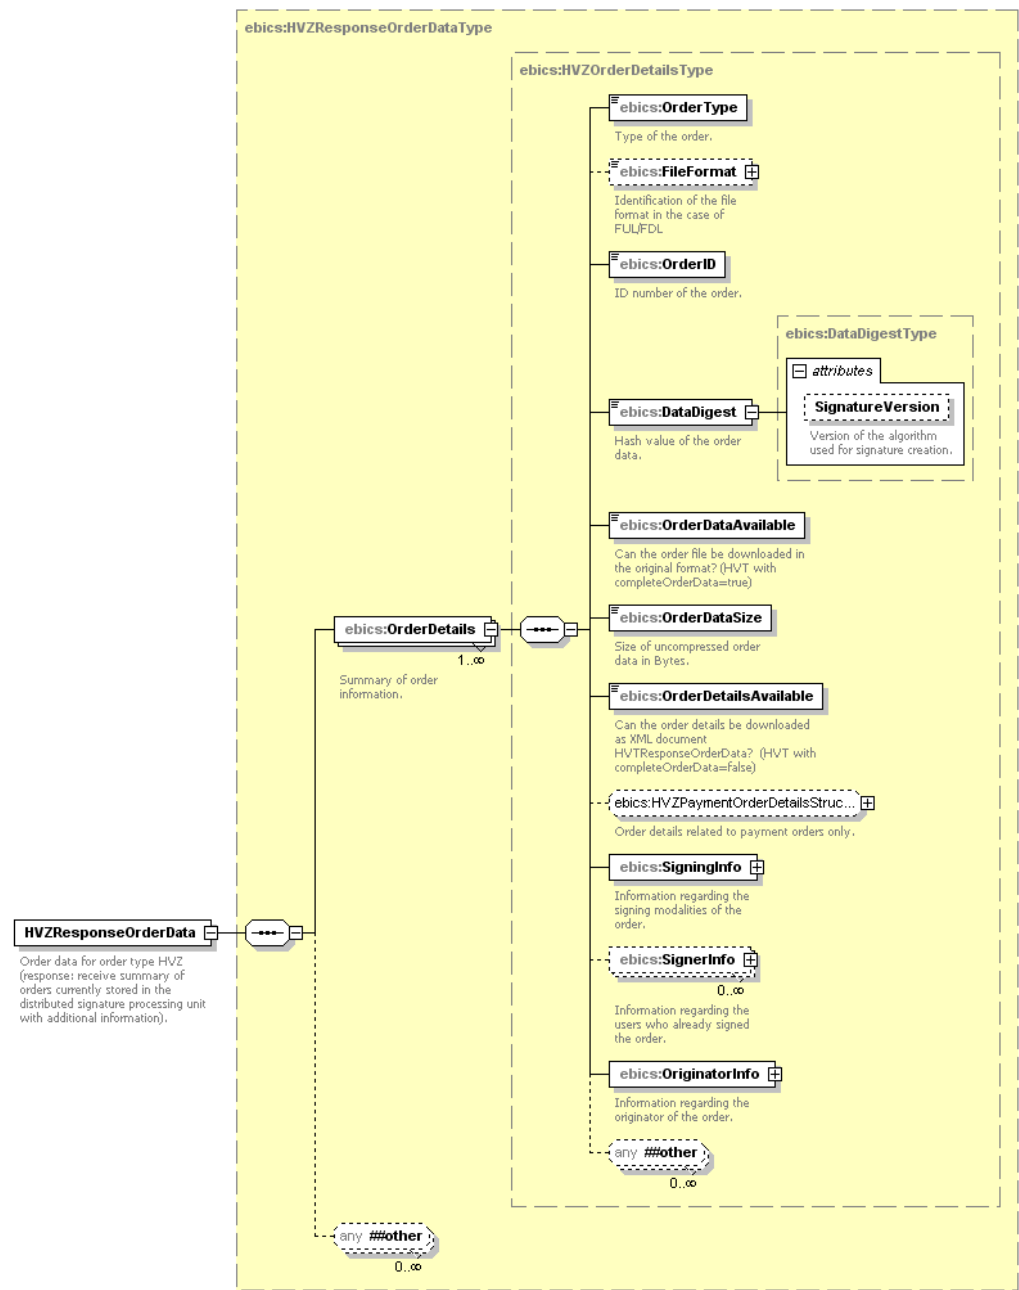 ebics:HVZResponseOrderDataType
ebics:HVZOrderDetailsType
ebics:OrderType
Type of the order.
ebics:FileFormat
Identification of the file
format in the case of
FUL/FDL
ebics:OrderID
ID number of the order.
ebics:DataDigestType
attributes
SignatureVersion
Version of the algorithm
used for signature creation.
ebics:DataDigest
Hash value of the order
data.
ebics:OrderDataAvailable
Can the order file be downloaded in
the original format? (HVT with
completeOrderData=true)
ebics:OrderDataSize
Size of uncompressed order
data in Bytes.
ebics:OrderDetails
1..∞
Summary of order
information.
ebics:OrderDetailsAvailable
Can the order details be downloaded
as XML document
HVTResponseOrderData? (HVT with
completeOrderData=false)
ebics:HVZPaymentOrderDetailsStruc...
Order details related to payment orders only.
ebics:SigningInfo
Information regarding the
signing modalities of the
order.
HVZResponseOrderData
Order data for order type HVZ
(response: receive summary of
orders currently stored in the
distributed signature processing unit
with additional information).
ebics:SignerInfo
0..∞
Information regarding the
users who already signed
the order.
ebics:OriginatorInfo
Information regarding the
originator of the order.
any ##other
0..∞
any ##other
0..∞